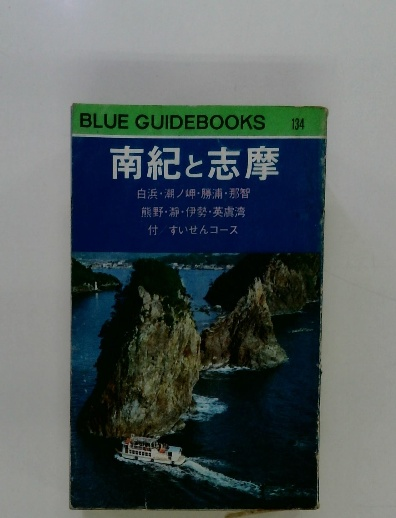 BLUE GUIDEBOOKS 134
南紀と志摩
白浜・潮ノ岬・勝浦・那智
熊野・瀞・伊勢・英虞湾
付／すいせんコース